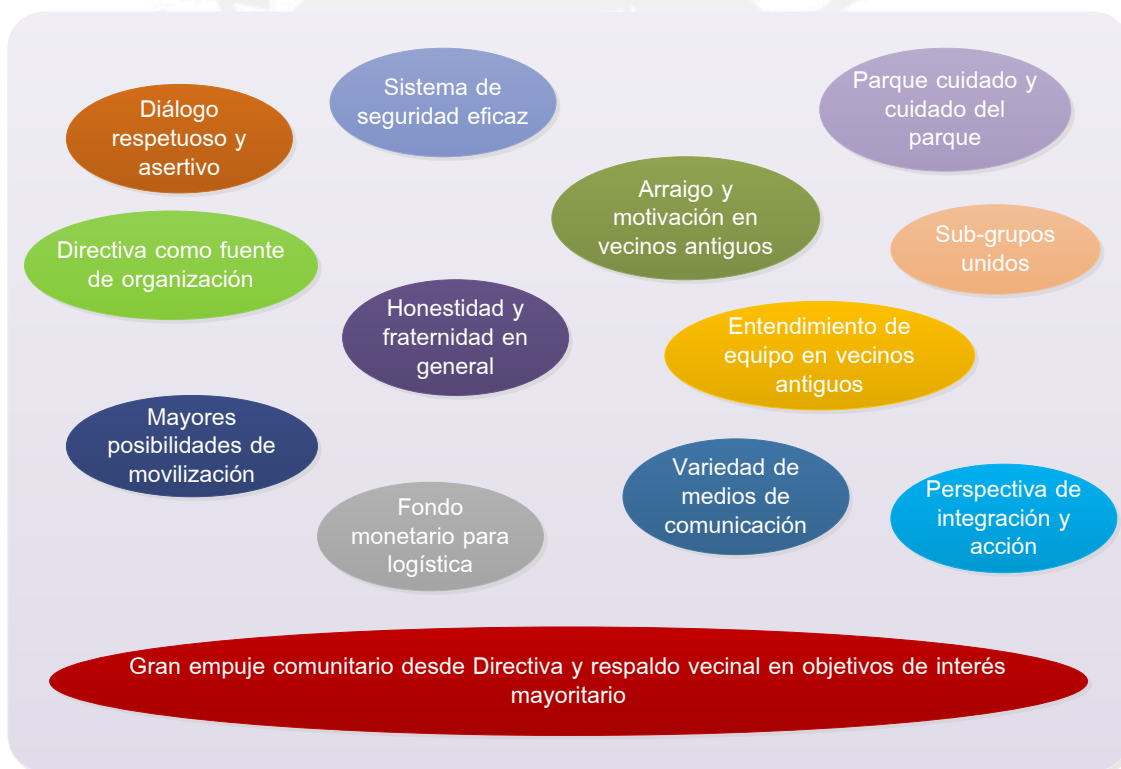 Diálogo
respetuoso y
asertivo
Sistema de
seguridad eficaz
Parque cuidado y
cuidado del
parque
Arraigo y
motivación en
vecinos antiguos
Sub-grupos
unidos
Directiva como fuente
de organización
Honestidad y
fraternidad en
general
Entendimiento de
equipo en vecinos
antiguos
Mayores
posibilidades de
movilización
Variedad de
medios de
comunicación
Perspectiva de
integración y
acción
Fondo
monetario para
logística
Gran empuje comunitario desde Directiva y respaldo vecinal en objetivos de interés
mayoritario